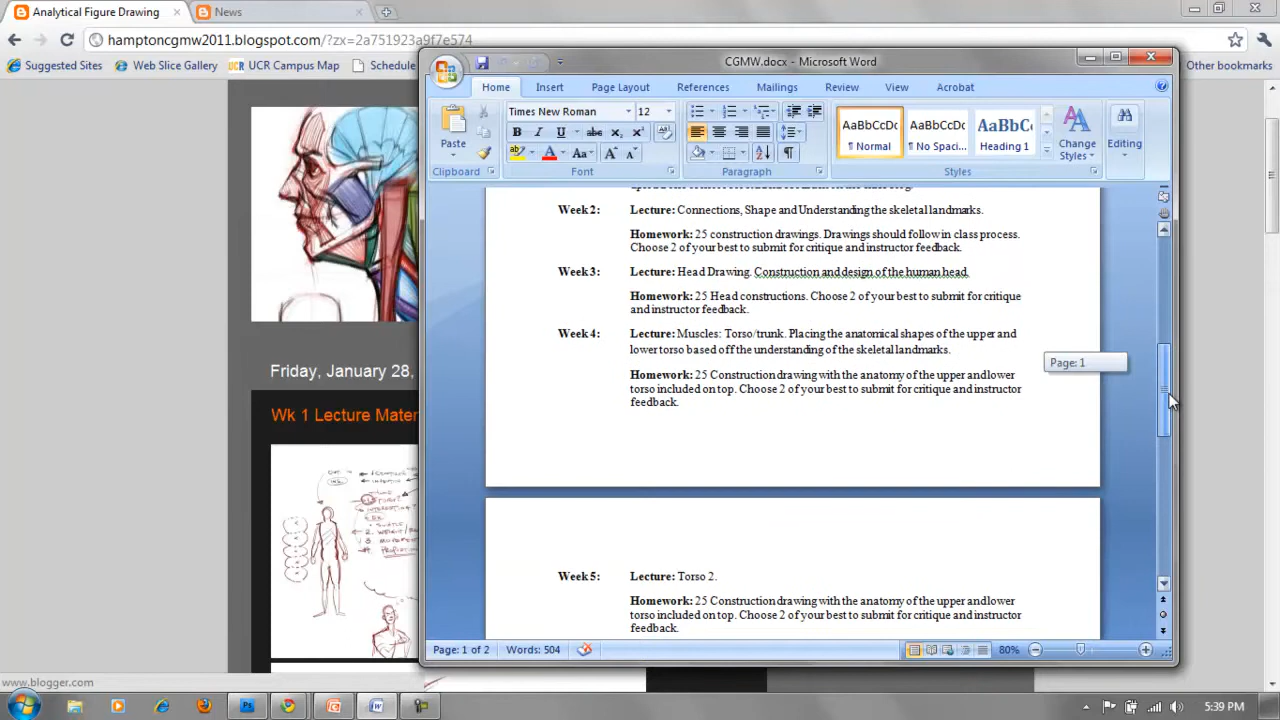 Analytical Figure Drawing
News
hamptoncgmw2011.blogspot.com/?zx=2a751923a9f7e574
Suggested Sites
Web Slice Gallery
UCR Campus Map
Schedule
Other bookmarks
CGMW.docx - Microsoft Word
Home
Insert
Page Layout
References
Mailings
Review
View
Acrobat
Paste
Times New Roman
12
AaBbCcDc
¶ Normal
AaBbCcDc
¶ No Spaci...
AaBbC
Heading 1
Change
Styles
Editing
Clipboard
Font
Paragraph
Styles
Week 2: Lecture: Connections, Shape and Understanding the skeletal landmarks.
Homework: 25 construction drawings. Drawings should follow in class process.
Choose 2 of your best to submit for critique and instructor feedback.
Week 3: Lecture: Head Drawing. Construction and design of the human head.
Homework: 25 Head constructions. Choose 2 of your best to submit for critique
and instructor feedback.
Week 4: Lecture: Muscles: Torso/trunk. Placing the anatomical shapes of the upper and
lower torso based off the understanding of the skeletal landmarks.
Page: 1
Homework: 25 Construction drawing with the anatomy of the upper and lower
torso included on top. Choose 2 of your best to submit for critique and instructor
feedback.
Week 5: Lecture: Torso 2.
Homework: 25 Construction drawing with the anatomy of the upper and lower
torso included on top. Choose 2 of your best to submit for critique and instructor
feedback.
Page: 1 of 2
Words: 504
80%
Friday, January 28,
Wk 1 Lecture Mater
www.blogger.com
5:39 PM